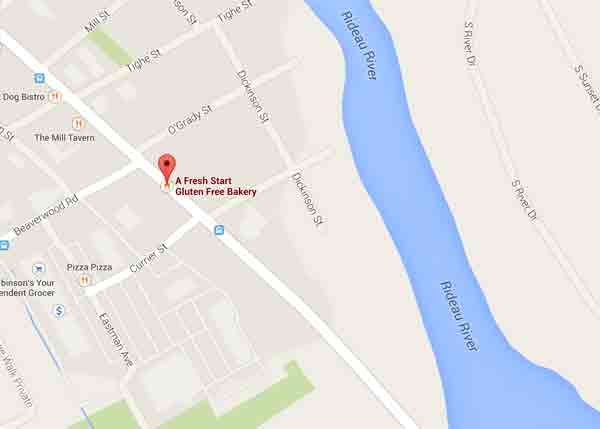 Mill St
Tighe St
Tighe St
Dog Bistro
The Mill Tavern
O'Grady St
Dickinson St
Dickinson St
A Fresh Start
Gluten Free Bakery
Beaverwood Rd
Currier St
Pizza Pizza
binson's Your
endent Grocer
$
Eastman Ave
Walk Private
Rideau River
Rideau River
S River Dr
S River Dr
S Sunset D